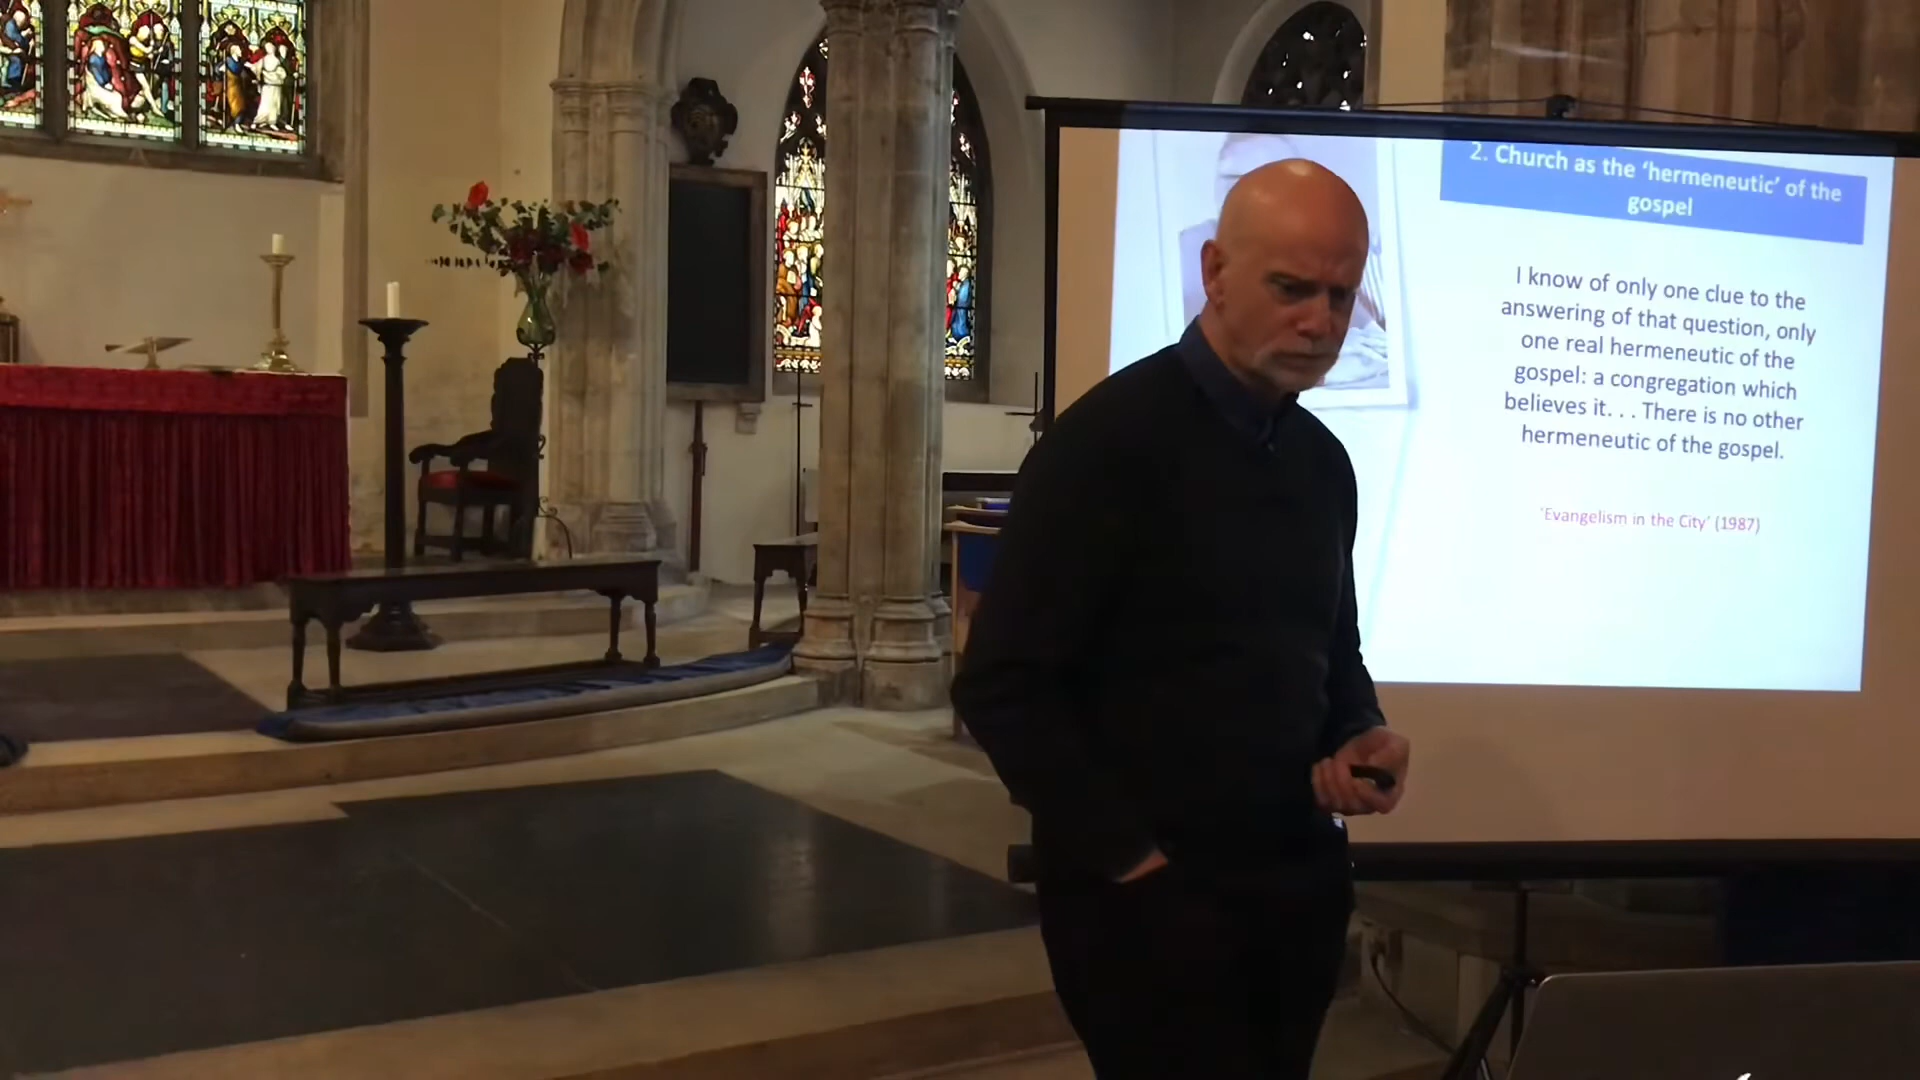 2. Church as the ‘hermeneutic’ of the
gospel
I know of only one clue to the
answering of that question, only
one real hermeneutic of the
gospel: a congregation which
believes it. . . There is no other
hermeneutic of the gospel.
‘Evangelism in the City’ (1987)